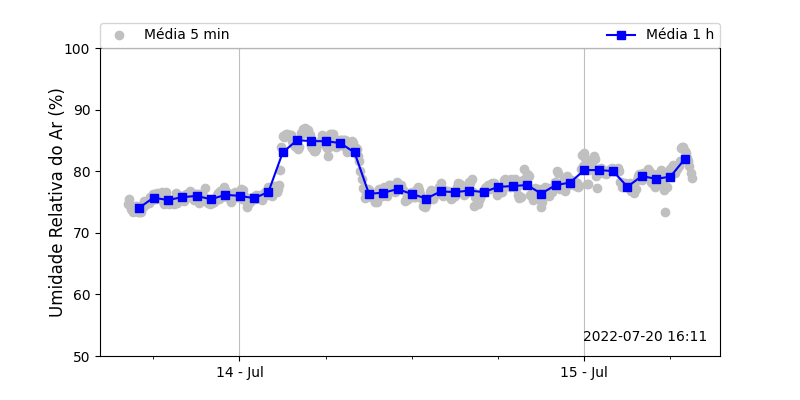 Média 5 min
Média 1 h
Umidade Relativa do Ar (%)
100
90
80
70
60
50
14 - Jul
15 - Jul
2022-07-20 16:11